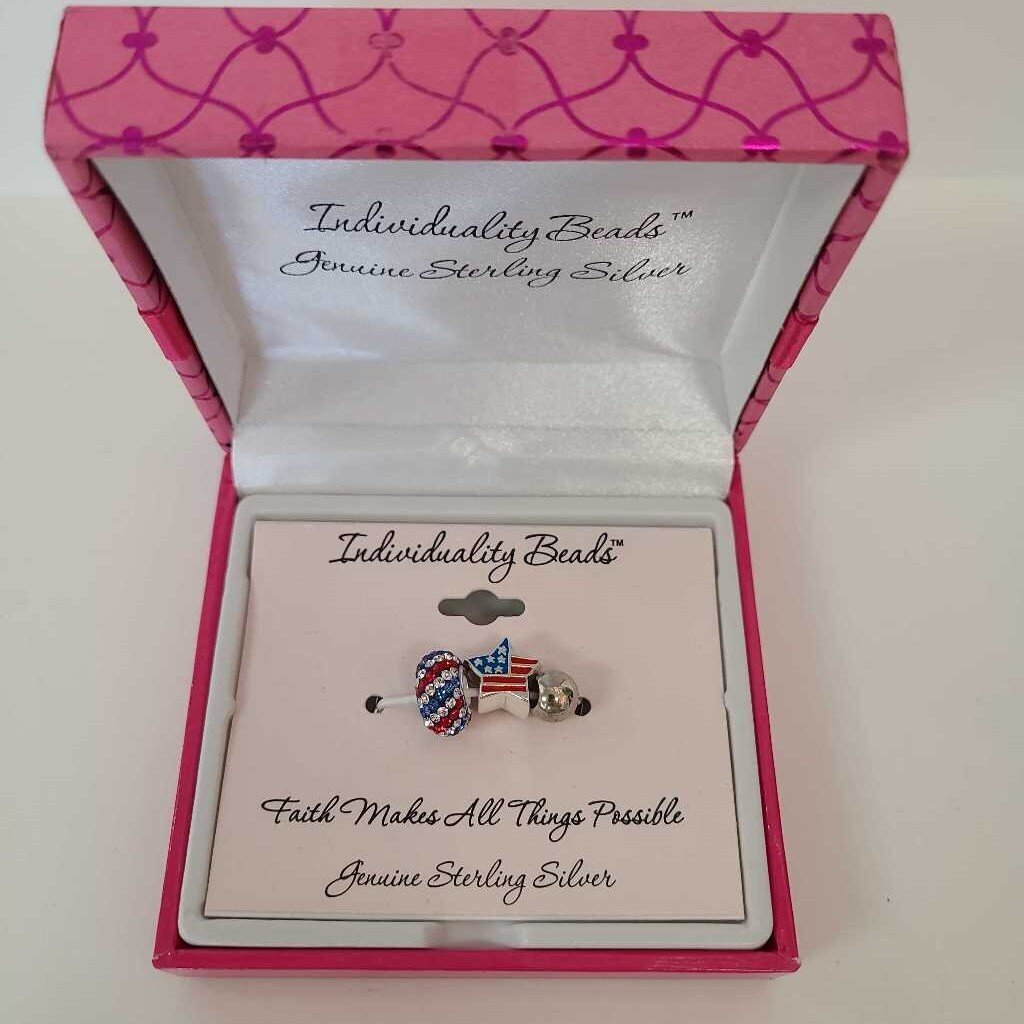 Individuality Beads™
Genuine Sterling Silver
Individuality Beads™
Faith Makes All Things Possible
Genuine Sterling Silver